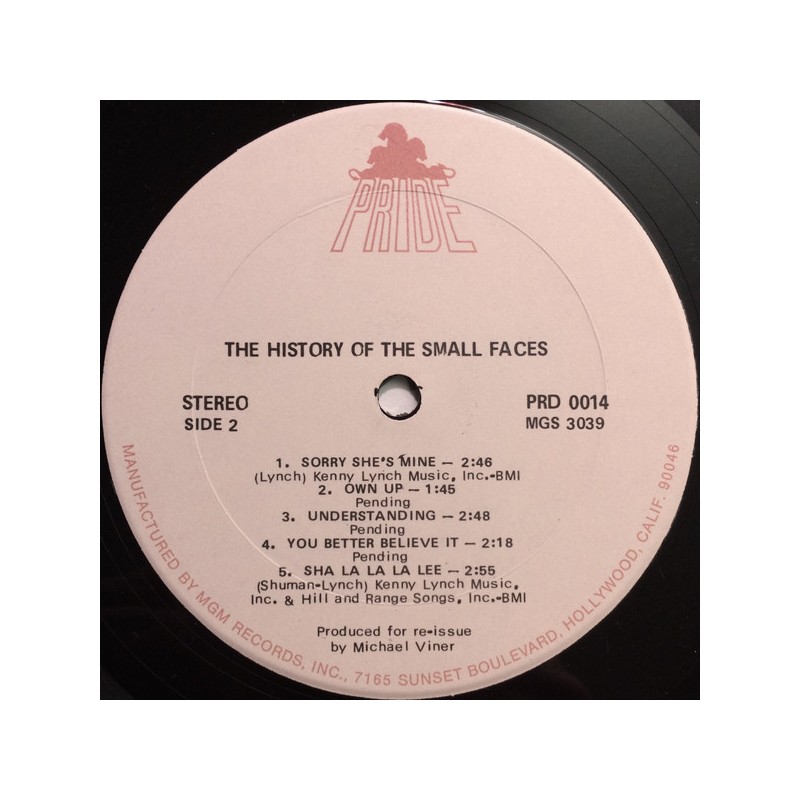 PRIDE
THE HISTORY OF THE SMALL FACES
STEREO
SIDE 2
PRD 0014
MGS 3039
1. SORRY SHE'S MINE — 2:46
(Lynch) Kenny Lynch Music, Inc.-BMI
2. OWN UP — 1:45
Pending
3. UNDERSTANDING — 2:48
Pending
4. YOU BETTER BELIEVE IT — 2:18
Pending
5. SHA LA LA LA LEE — 2:55
(Shuman-Lynch) Kenny Lynch Music,
Inc. & Hill and Range Songs, Inc.-BMI
Produced for re-issue
by Michael Viner
MANUFACTURED BY MGM RECORDS, INC., 7165 SUNSET BOULEVARD, HOLLYWOOD, CALIF. 90046